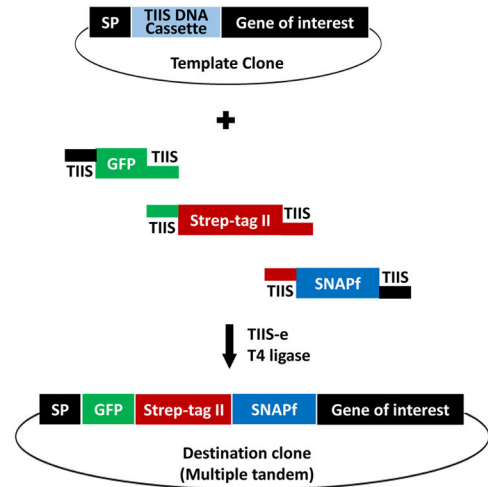 SP TIIS DNA Cassette Gene of interest
Template Clone
+
TIIS GFP TIIS
TIIS Strep-tag II TIIS
TIIS SNAPf TIIS
TIIS-e
T4 ligase
SP GFP Strep-tag II SNAPf Gene of interest
Destination clone
(Multiple tandem)